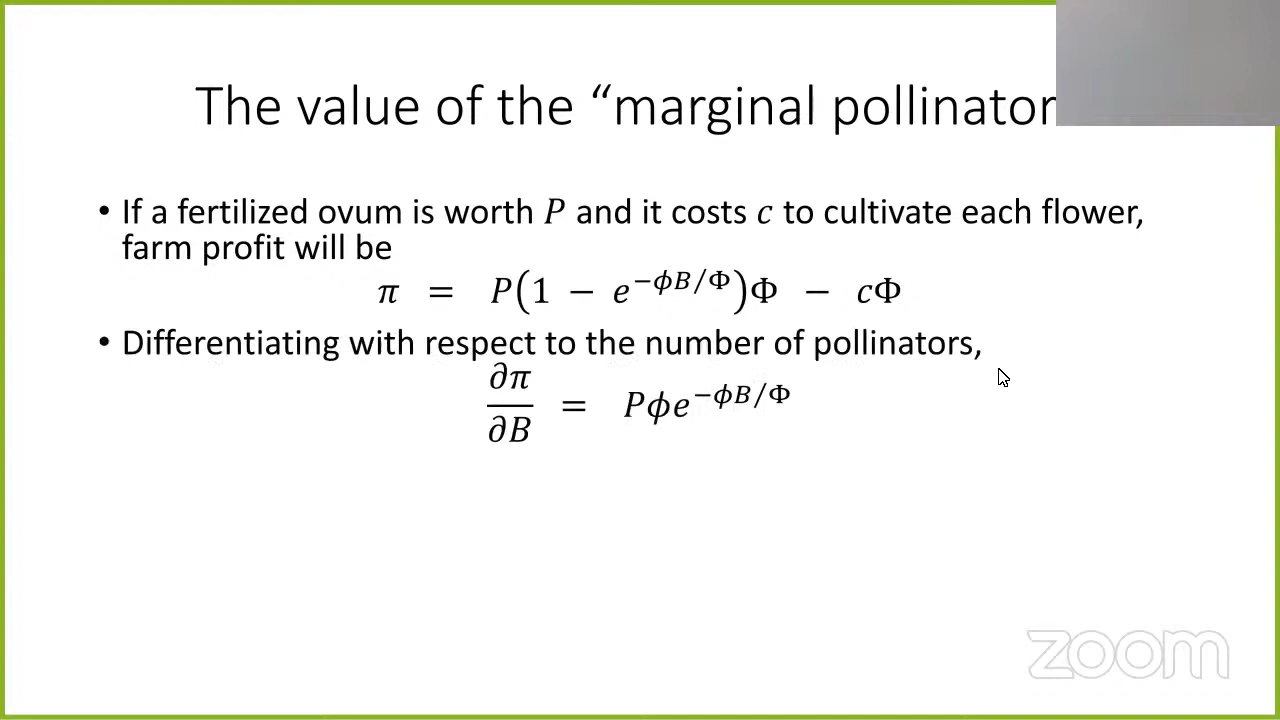 The value of the “marginal pollinator
• If a fertilized ovum is worth P and it costs c to cultivate each flower,
farm profit will be
π = P(1 − e^{−ϕB/Φ})Φ − cΦ
• Differentiating with respect to the number of pollinators,
∂π/∂B = Pϕe^{−ϕB/Φ}
zoom